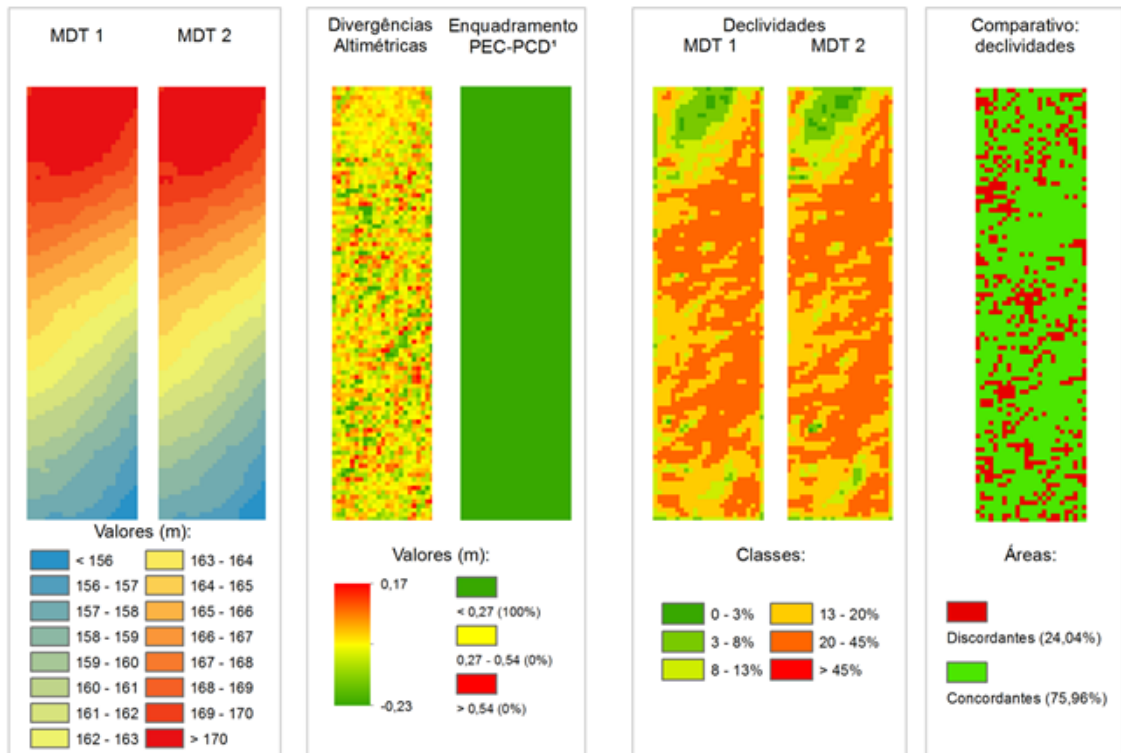 MDT 1
MDT 2
Valores (m):
< 156
156 - 157
157 - 158
158 - 159
159 - 160
160 - 161
161 - 162
162 - 163
163 - 164
164 - 165
165 - 166
166 - 167
167 - 168
168 - 169
169 - 170
> 170
Divergências
Altimétricas
Enquadramento
PEC-PCD¹
Valores (m):
0,17
-0,23
< 0,27 (100%)
0,27 - 0,54 (0%)
> 0,54 (0%)
Declividades
MDT 1
MDT 2
Classes:
0 - 3%
3 - 8%
8 - 13%
13 - 20%
20 - 45%
> 45%
Comparativo:
declividades
Áreas:
Discordantes (24,04%)
Concordantes (75,96%)